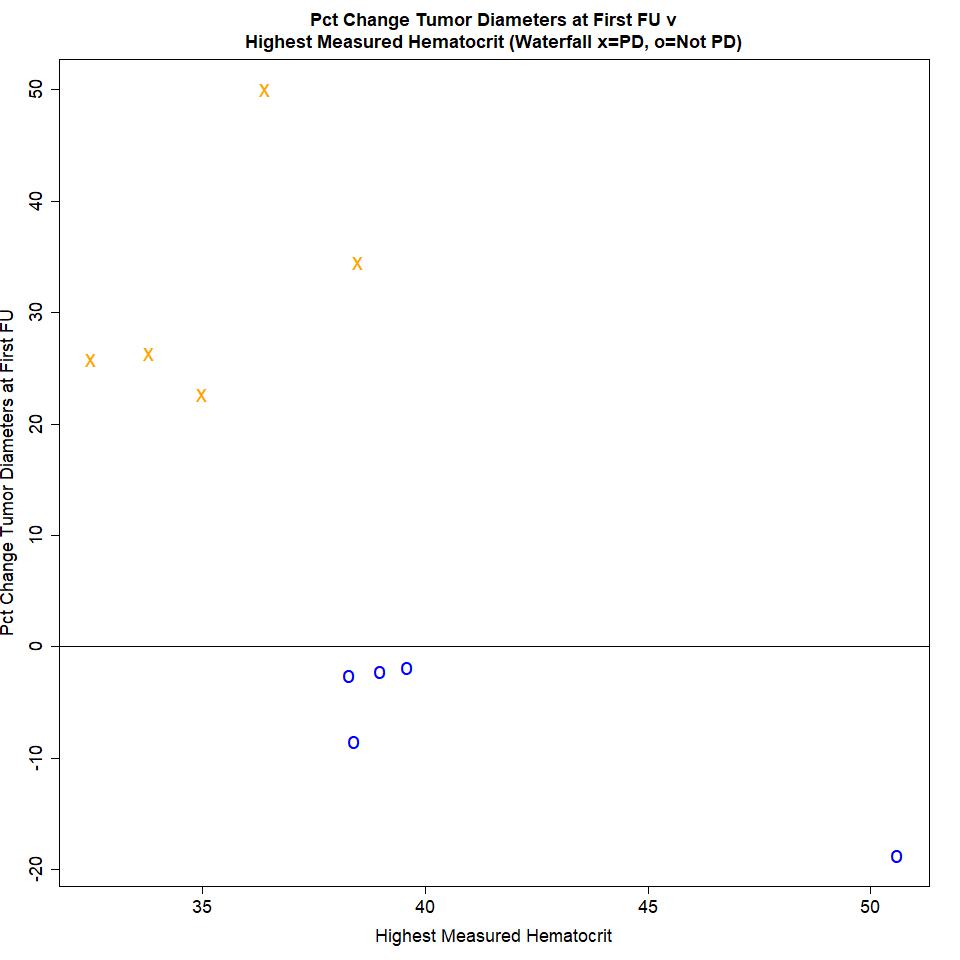 Pct Change Tumor Diameters at First FU v
Highest Measured Hematocrit (Waterfall x=PD, o=Not PD)
Pct Change Tumor Diameters at First FU
50
40
30
20
10
0
-10
-20
X
X
X
X
X
O
O
O
O
O
35
40
45
50
Highest Measured Hematocrit